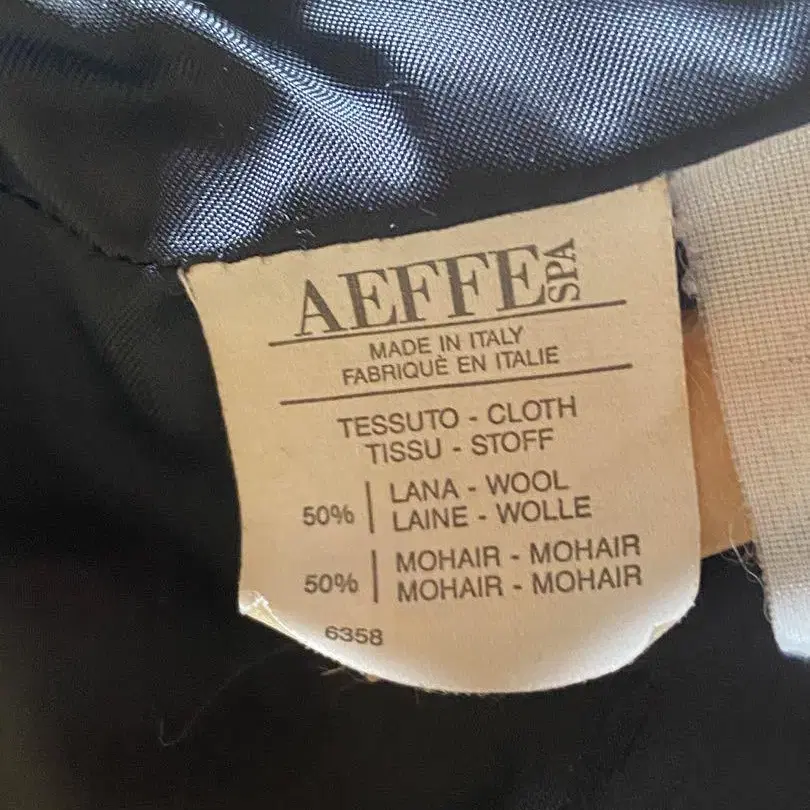 AEFFE SPA
MADE IN ITALY
FABRIQUÈ EN ITALIE
TESSUTO - CLOTH
TISSU - STOFF
50% LANA - WOOL
LAINE - WOLLE
50% MOHAIR - MOHAIR
MOHAIR - MOHAIR
6358